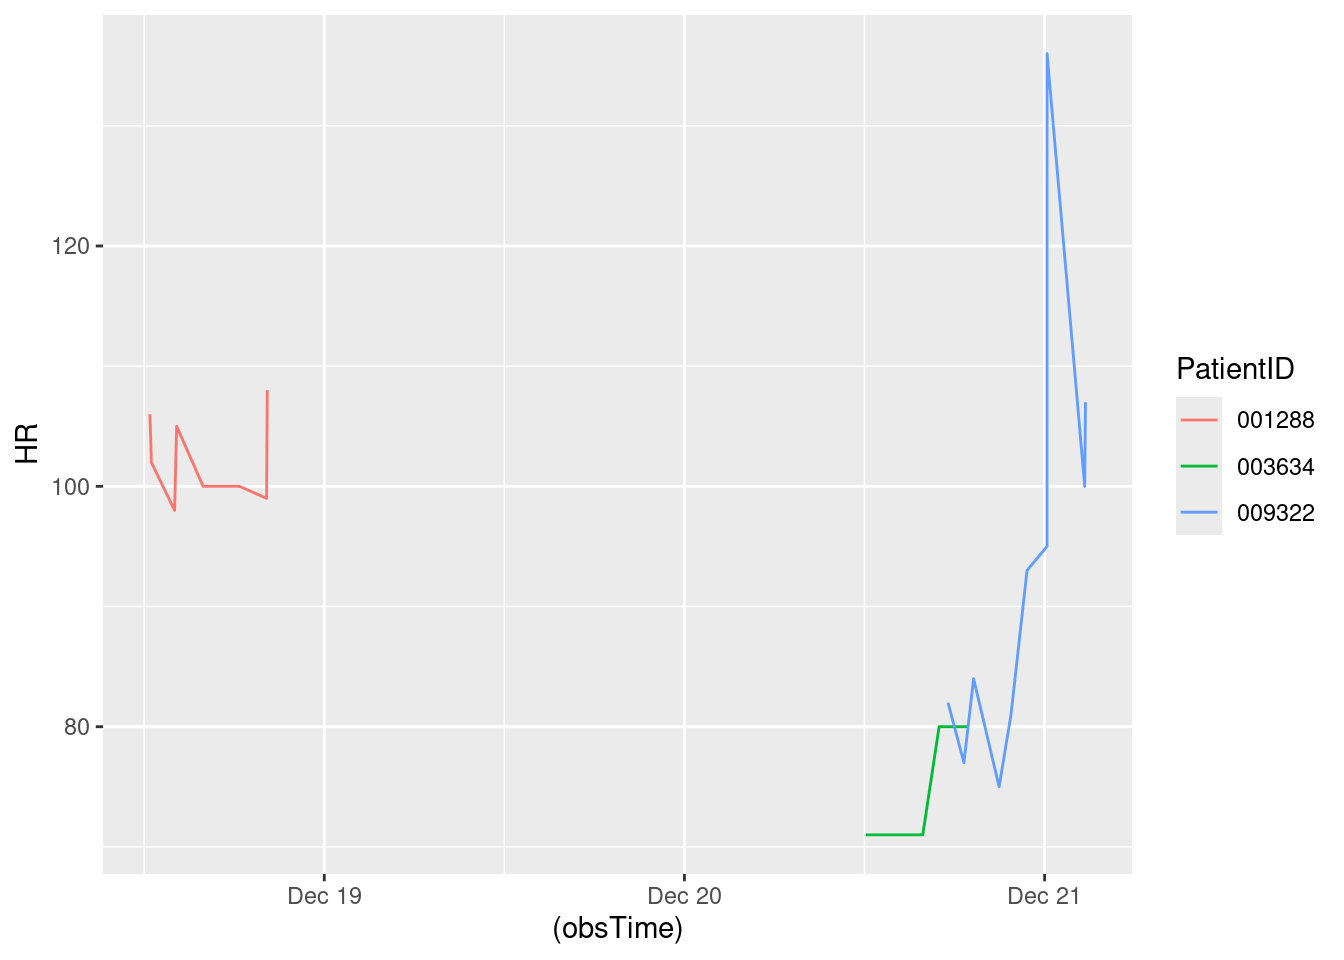 HR
120
100
80
Dec 19
Dec 20
Dec 21
(obsTime)
PatientID
001288
003634
009322